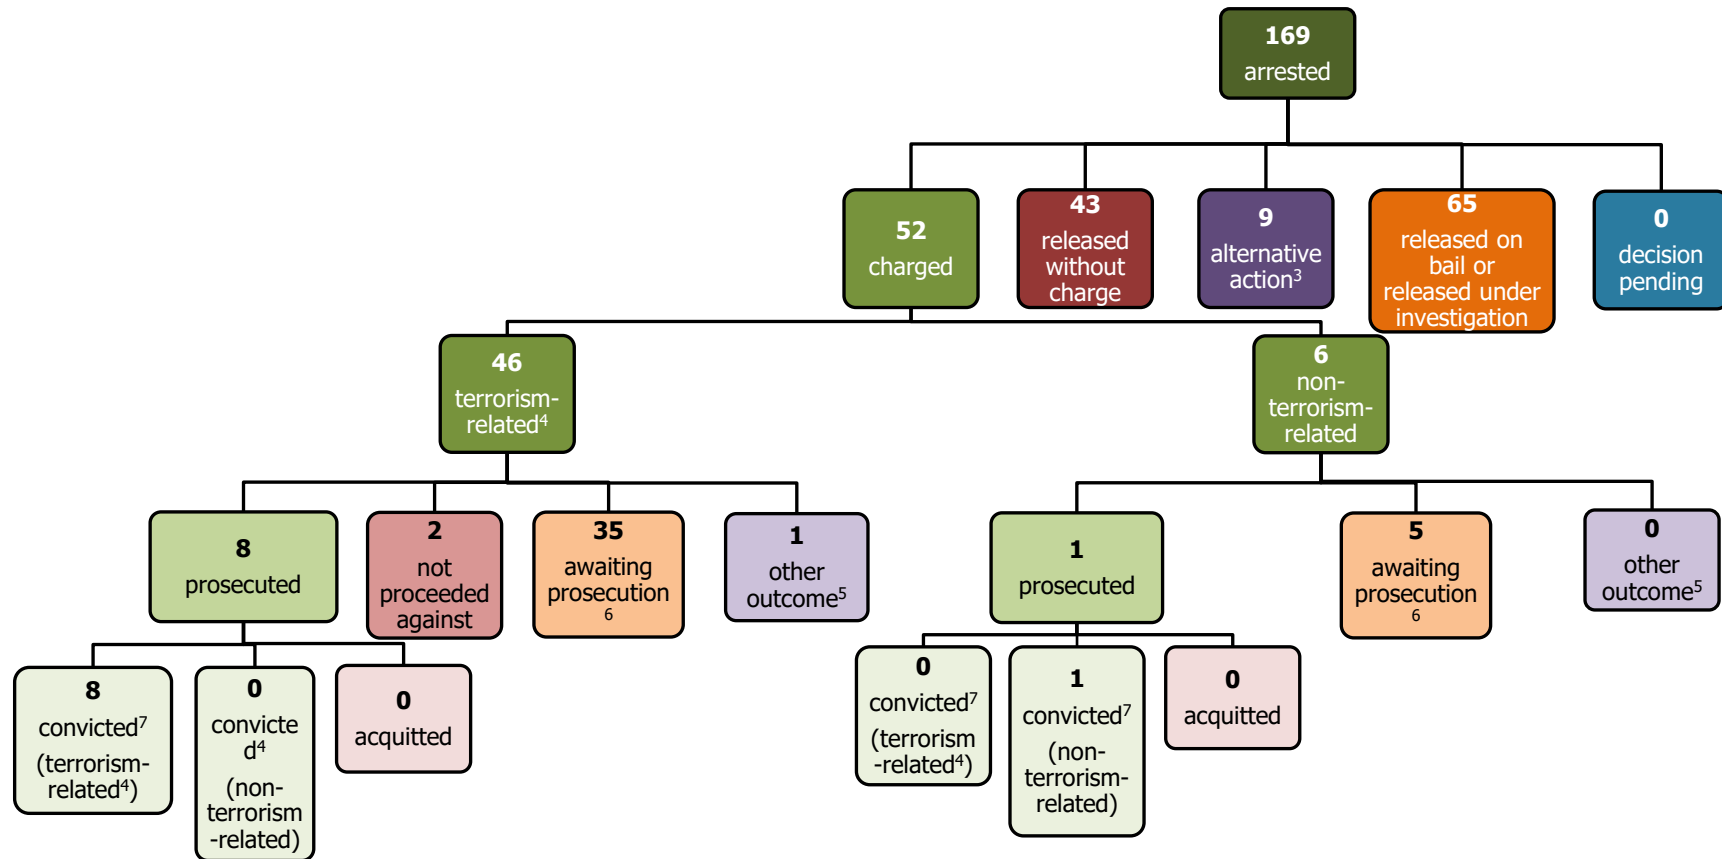 169
arrested
52
charged
43
released
without
charge
9
alternative
action³
65
released on
bail or
released under
investigation
0
decision
pending
46
terrorism-
related⁴
6
non-
terrorism-
related
8
prosecuted
2
not
proceeded
against
35
awaiting
prosecution
6
1
other
outcome⁵
1
prosecuted
5
awaiting
prosecution
6
0
other
outcome⁵
8
convicted⁷
(terrorism-
related⁴)
0
convicte
d⁴
(non-
terrorism
-related)
0
acquitted
0
convicted⁷
(terrorism
-related⁴)
1
convicted⁷
(non-
terrorism-
related)
0
acquitted